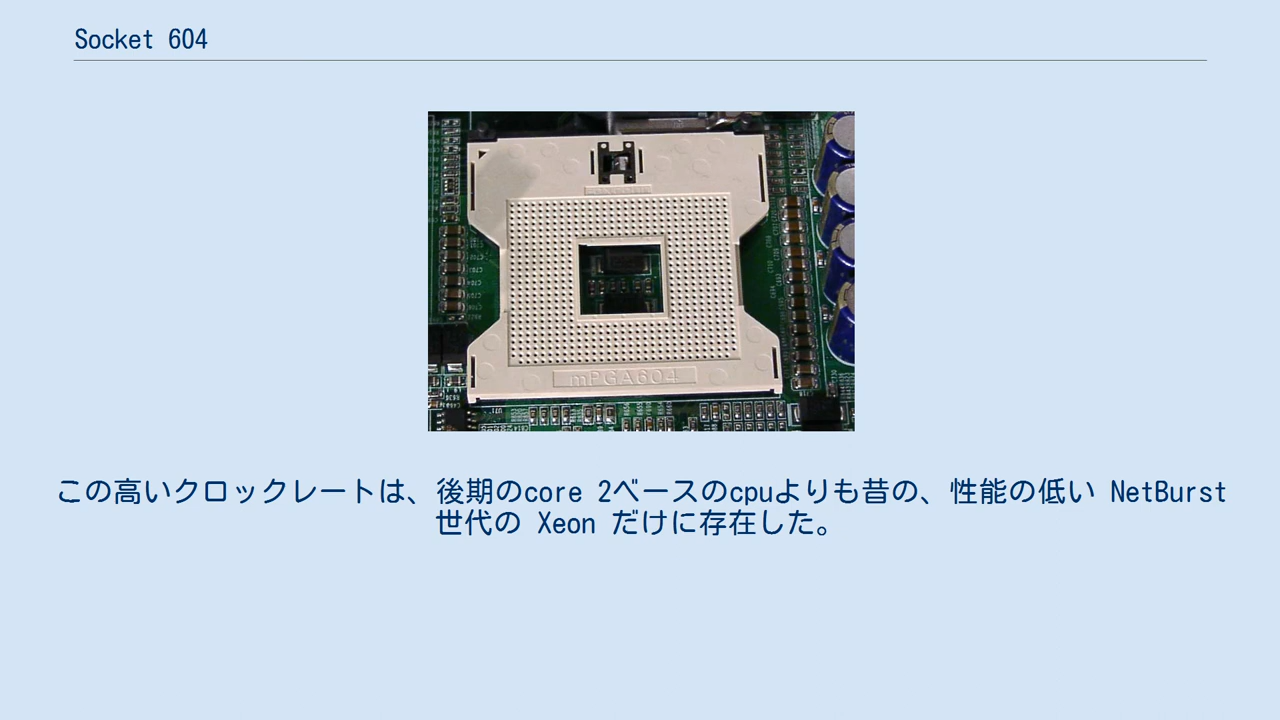 Socket 604
mPGA604
この高いクロックレートは、後期のcore 2ベースのcpuよりも昔の、性能の低い NetBurst
世代の Xeon だけに存在した。